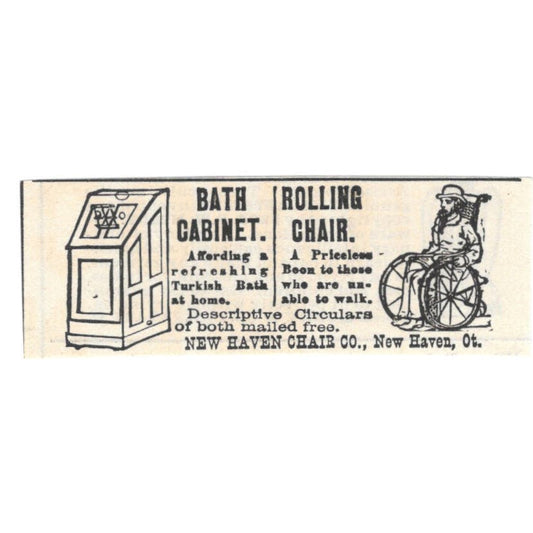 BATH
CABINET.
Affording a
refreshing
Turkish Bath
at home.
ROLLING
CHAIR.
A Priceless
Boon to those
who are un-
able to walk.
Descriptive Circulars
of both mailed free.
NEW HAVEN CHAIR CO., New Haven, Ct.